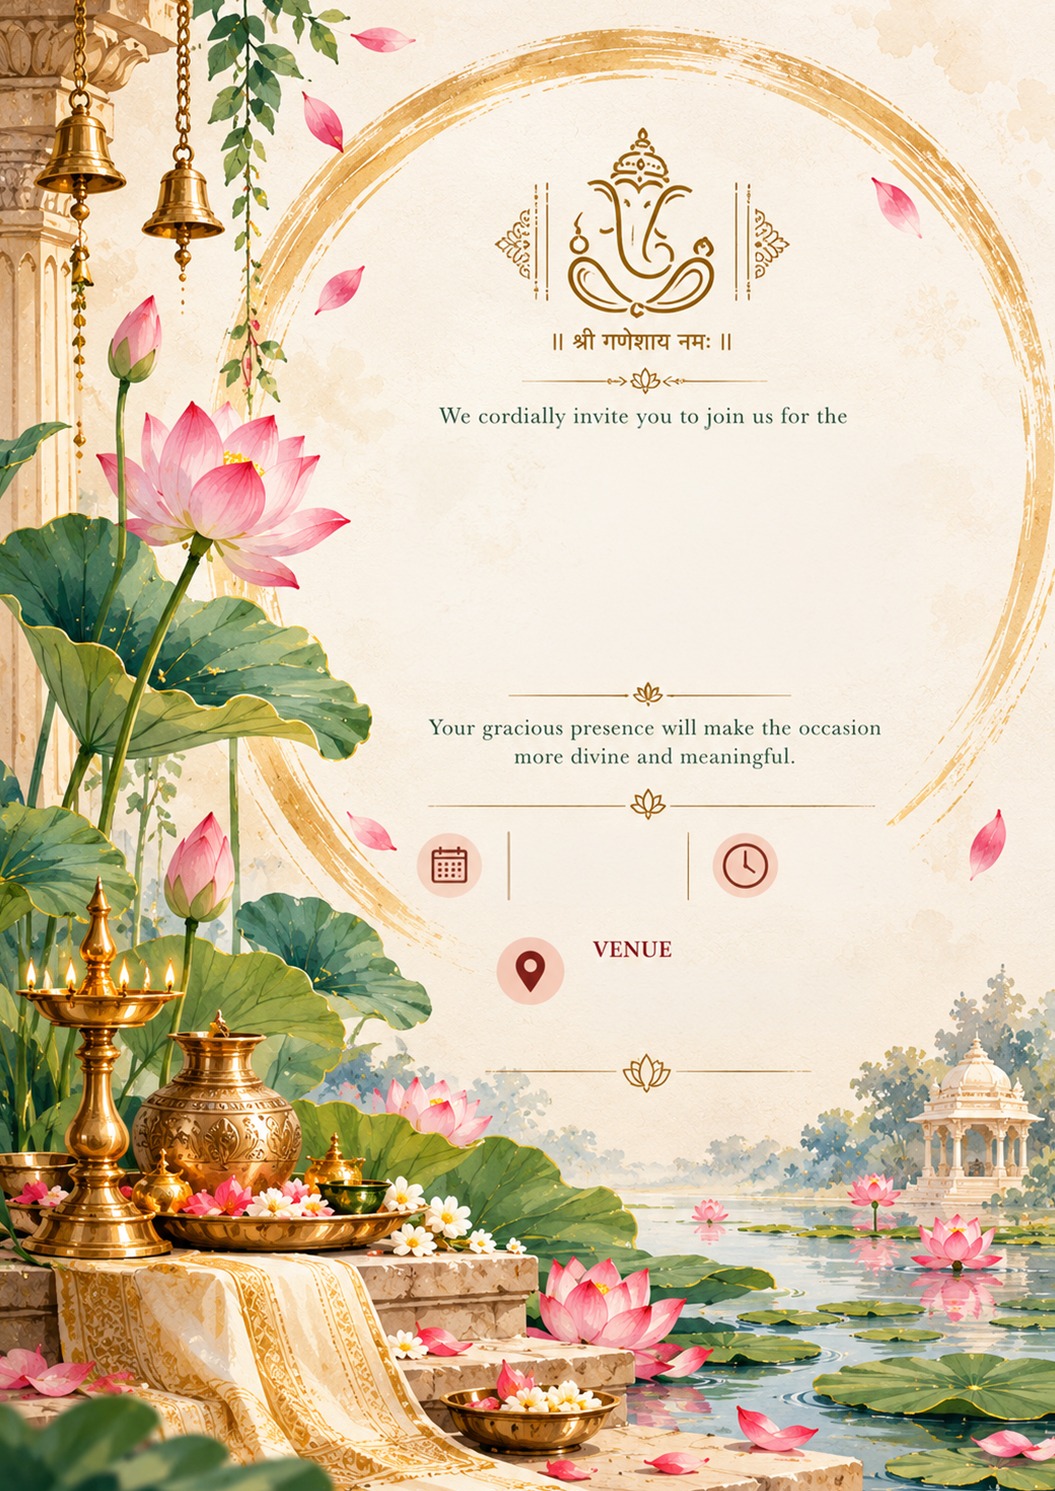 ॥ श्री गणेशाय नमः ॥
We cordially invite you to join us for the
Your gracious presence will make the occasion
more divine and meaningful.
VENUE